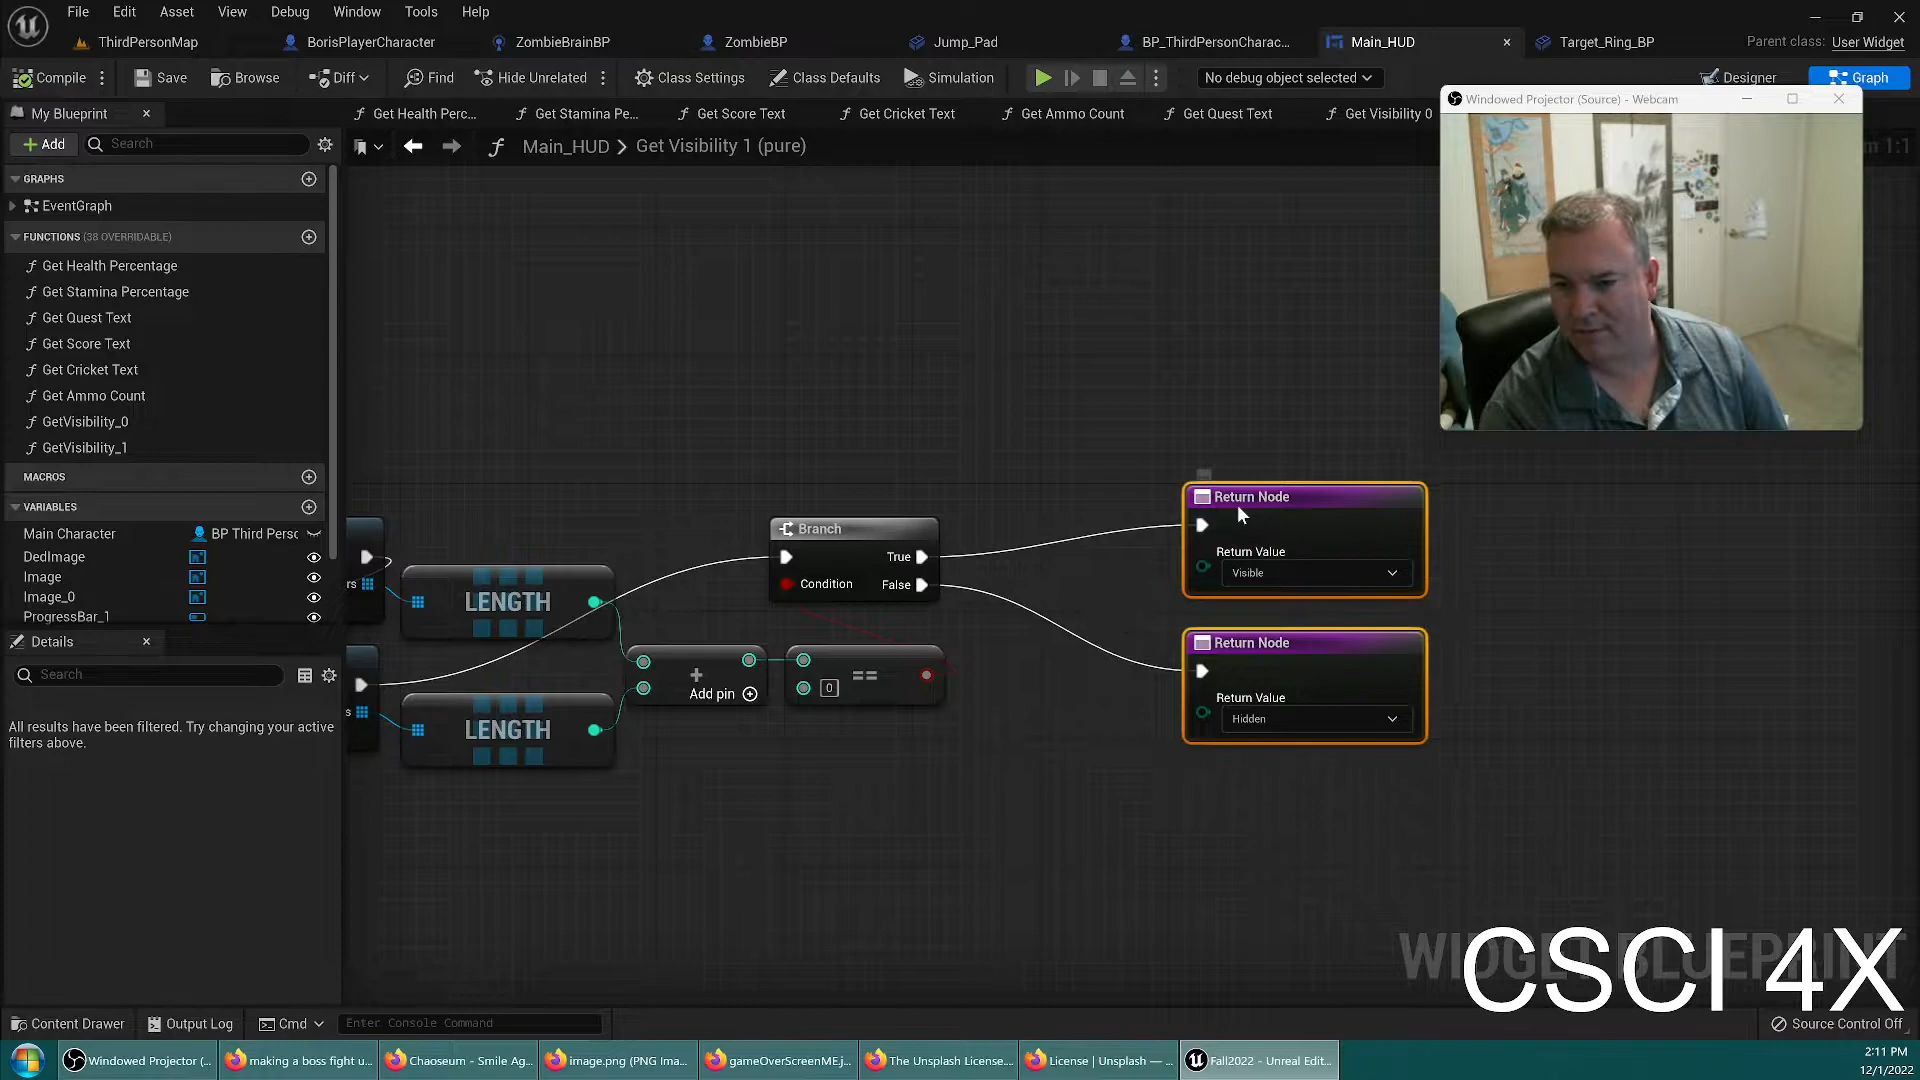 File Edit Asset View Debug Window Tools Help
ThirdPersonMap BorisPlayerCharacter ZombieBrainBP ZombieBP Jump_Pad BP_ThirdPersonCharac... Main_HUD Target_Ring_BP Parent class: User Widget
Compile Save Browse Diff Find Hide Unrelated Class Settings Class Defaults Simulation No debug object selected Designer Graph
My Blueprint Get Health Perc... Get Stamina Pe... Get Score Text Get Cricket Text Get Ammo Count Get Quest Text Get Visibility 0
Windowed Projector (Source) - Webcam
Add Search Main_HUD > Get Visibility 1 (pure) 1:1
GRAPHS
EventGraph
FUNCTIONS (38 OVERRIDABLE)
Get Health Percentage
Get Stamina Percentage
Get Quest Text
Get Score Text
Get Cricket Text
Get Ammo Count
GetVisibility_0
GetVisibility_1
MACROS
VARIABLES
Main Character BP Third Perso
DedImage
Image
Image_0
ProgressBar_1
Details
Search
All results have been filtered. Try changing your active
filters above.
LENGTH
LENGTH
Add pin
0
==
Branch
True
Condition False
Return Node
Return Value
Visible
Return Node
Return Value
Hidden
WIDGET BLUEPRINT
CSCI 4X
Content Drawer Output Log Cmd Enter Console Command Source Control Off
Windowed Projector (... making a boss fight u... Chaoseum - Smile Ag... image.png (PNG Ima... gameOverScreenME.j... The Unsplash License... License | Unsplash —... Fall2022 - Unreal Edit...
2:11 PM
12/1/2022